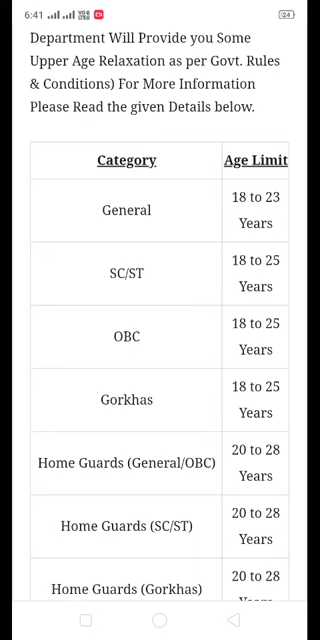 6:41
24
Department Will Provide you Some
Upper Age Relaxation as per Govt. Rules
& Conditions) For More Information
Please Read the given Details below.
Category Age Limit
General 18 to 23
Years
SC/ST 18 to 25
Years
OBC 18 to 25
Years
Gorkhas 18 to 25
Years
Home Guards (General/OBC) 20 to 28
Years
Home Guards (SC/ST) 20 to 28
Years
Home Guards (Gorkhas) 20 to 28